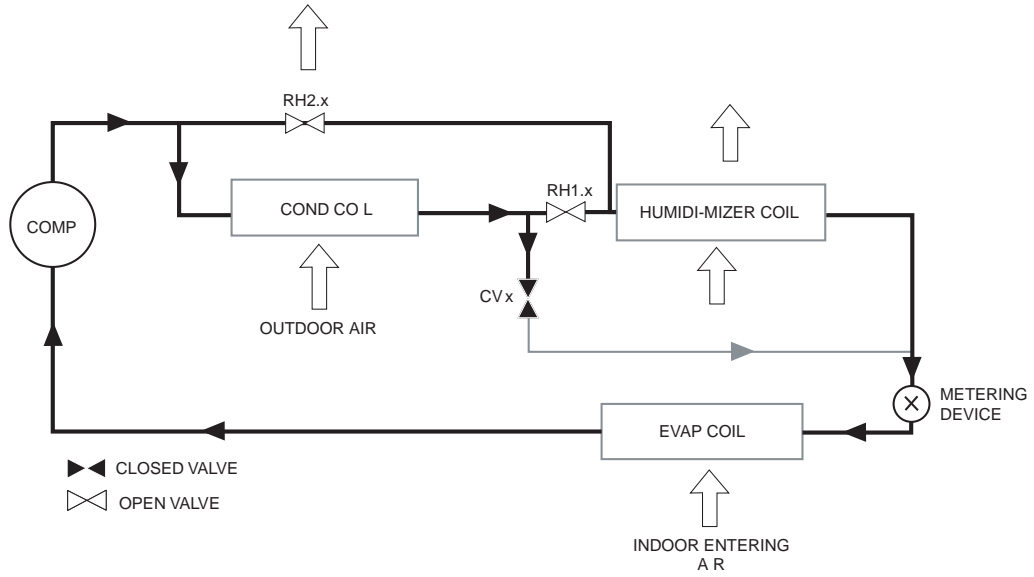 RH2.x
COMP
COND CO L
RH1.x
HUMIDI-MIZER COIL
CV x
OUTDOOR AIR
METERING
DEVICE
EVAP COIL
CLOSED VALVE
OPEN VALVE
INDOOR ENTERING
A R